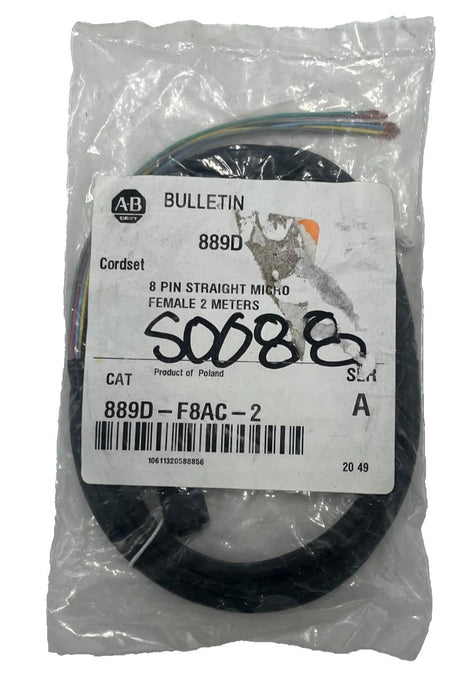 A-B
QUALITY
BULLETIN
889D
Cordset
8 PIN STRAIGHT MICRO
FEMALE 2 METERS
S0088
Product of Poland
CAT
SER
889D-F8AC-2
A
10611320588856
20 49